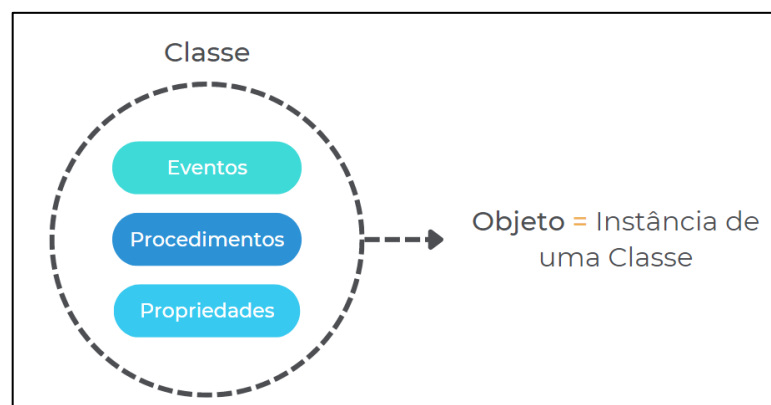 Classe
Eventos
Procedimentos
Propriedades
Objeto = Instância de
uma Classe